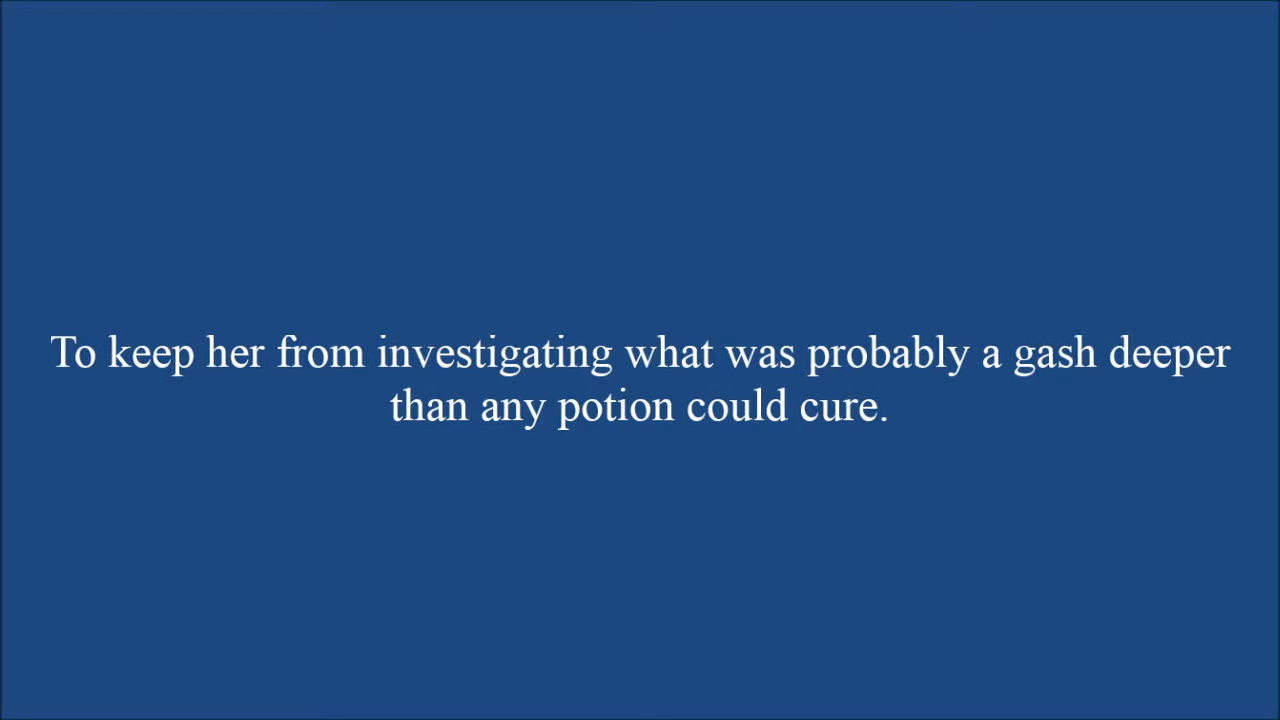 To keep her from investigating what was probably a gash deeper
than any potion could cure.